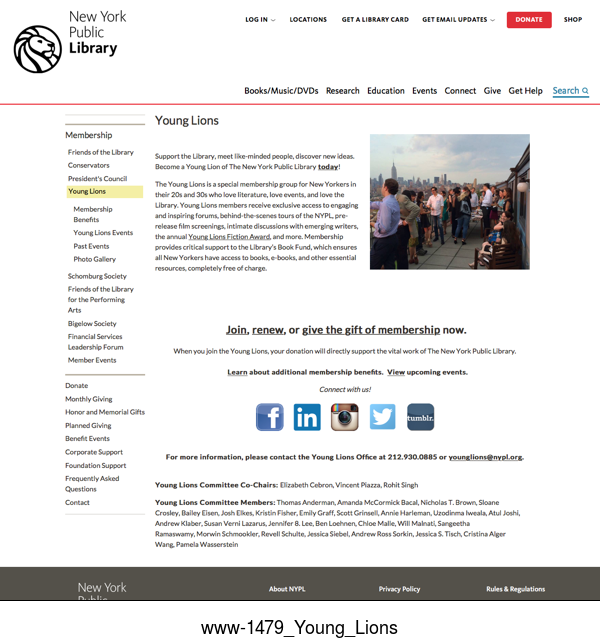 New York
Public
Library
LOG IN
LOCATIONS
GET A LIBRARY CARD
GET EMAIL UPDATES
DONATE
SHOP
Books/Music/DVDs
Research
Education
Events
Connect
Give
Get Help
Search
Membership
Friends of the Library
Conservators
President's Council
Young Lions
Membership
Benefits
Young Lions Events
Past Events
Photo Gallery
Schomburg Society
Friends of the Library
for the Performing
Arts
Bigelow Society
Financial Services
Leadership Forum
Member Events
Donate
Monthly Giving
Honor and Memorial Gifts
Planned Giving
Benefit Events
Corporate Support
Foundation Support
Frequently Asked
Questions
Contact
Young Lions
Support the Library, meet like-minded people, discover new ideas.
Become a Young Lion of The New York Public Library today!
The Young Lions is a special membership group for New Yorkers in
their 20s and 30s who love literature, love events, and love the
Library. Young Lions members receive exclusive access to engaging
and inspiring forums, behind-the-scenes tours of the NYPL, pre-
release film screenings, intimate discussions with emerging writers,
the annual Young Lions Fiction Award, and more. Membership
provides critical support to the Library's Book Fund, which ensures
all New Yorkers have access to books, e-books, and other essential
resources, completely free of charge.
Join, renew, or give the gift of membership now.
When you join the Young Lions, your donation will directly support the vital work of The New York Public Library.
Learn about additional membership benefits. View upcoming events.
Connect with us!
f
in
tumblr.
For more information, please contact the Young Lions Office at 212.930.0885 or younglions@nypl.org.
Young Lions Committee Co-Chairs: Elizabeth Cebron, Vincent Piazza, Rohit Singh
Young Lions Committee Members: Thomas Anderman, Amanda McCormick Bacal, Nicholas T. Brown, Sloane
Crosley, Bailey Eisen, Josh Elkes, Kristin Fisher, Emily Graff, Scott Grinsell, Annie Harleman, Uzodinma Iweala, Atul Joshi,
Andrew Klaber, Susan Verni Lazarus, Jennifer 8. Lee, Ben Loehnen, Chloe Malle, Will Malnati, Sangeetha
Ramaswamy, Morwin Schmookler, Revell Schulte, Jessica Siebel, Andrew Ross Sorkin, Jessica S. Tisch, Cristina Alger
Wang, Pamela Wasserstein
New York
Public
About NYPL
Privacy Policy
Rules & Regulations
www-1479_Young_Lions